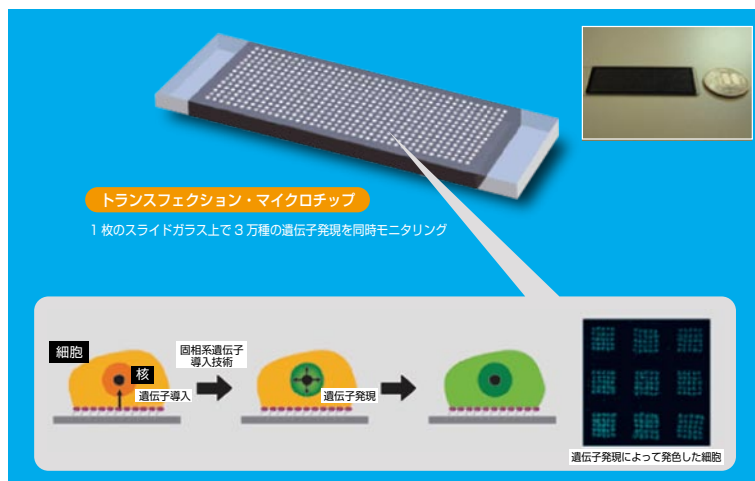 トランスフェクション・マイクロチップ
1枚のスライドガラス上で3万種の遺伝子発現を同時モニタリング
細胞
核
遺伝子導入
固相系遺伝子
導入技術
遺伝子発現
遺伝子発現によって発色した細胞